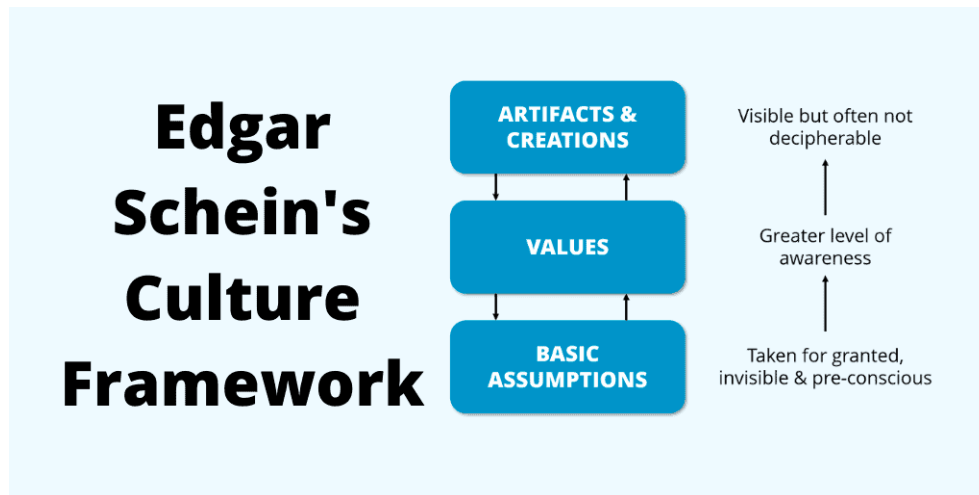 Edgar
Schein's
Culture
Framework
ARTIFACTS &
CREATIONS
Visible but often not
decipherable
VALUES
Greater level of
awareness
BASIC
ASSUMPTIONS
Taken for granted,
invisible & pre-conscious